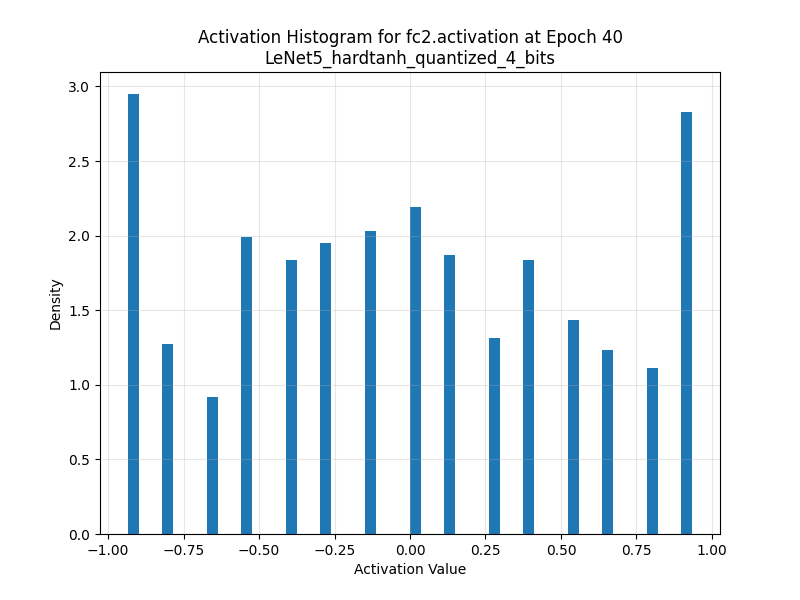 Activation Histogram for fc2.activation at Epoch 40
LeNet5_hardtanh_quantized_4_bits
3.0
2.5
2.0
1.5
1.0
0.5
0.0
Density
−1.00 −0.75 −0.50 −0.25 0.00 0.25 0.50 0.75 1.00
Activation Value